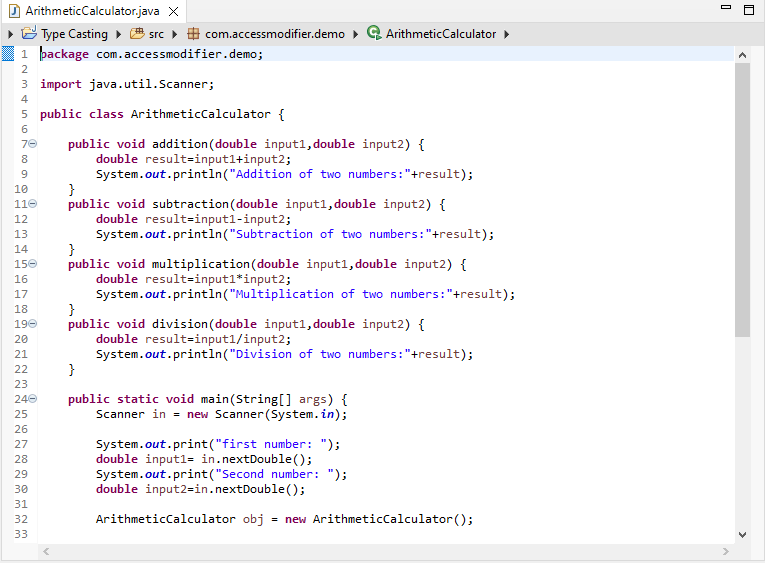 ArithmeticCalculator.java
Type Casting src com.accessmodifier.demo ArithmeticCalculator
1 package com.accessmodifier.demo;
2
3 import java.util.Scanner;
4
5 public class ArithmeticCalculator {
6
7 public void addition(double input1,double input2) {
8 double result=input1+input2;
9 System.out.println("Addition of two numbers:"+result);
10 }
11 public void subtraction(double input1,double input2) {
12 double result=input1-input2;
13 System.out.println("Subtraction of two numbers:"+result);
14 }
15 public void multiplication(double input1,double input2) {
16 double result=input1*input2;
17 System.out.println("Multiplication of two numbers:"+result);
18 }
19 public void division(double input1,double input2) {
20 double result=input1/input2;
21 System.out.println("Division of two numbers:"+result);
22 }
23
24 public static void main(String[] args) {
25 Scanner in = new Scanner(System.in);
26
27 System.out.print("first number: ");
28 double input1= in.nextDouble();
29 System.out.print("Second number: ");
30 double input2=in.nextDouble();
31
32 ArithmeticCalculator obj = new ArithmeticCalculator();
33